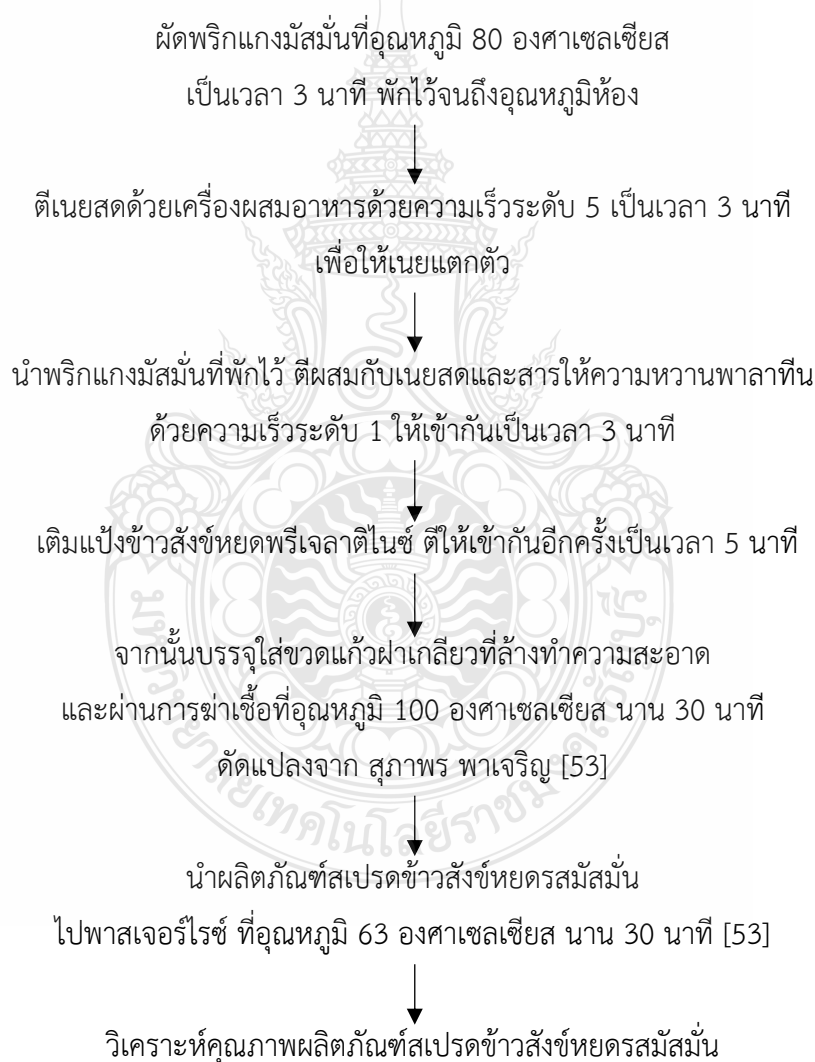 ผัดพริกแกงมัสมั่นที่อุณหภูมิ 80 องศาเซลเซียส
เป็นเวลา 3 นาที พักไว้จนถึงอุณหภูมิห้อง
ตีเนยสดด้วยเครื่องผสมอาหารด้วยความเร็วระดับ 5 เป็นเวลา 3 นาที
เพื่อให้เนยแตกตัว
นำพริกแกงมัสมั่นที่พักไว้ ตีผสมกับเนยสดและสารให้ความหวานพาลาทีน
ด้วยความเร็วระดับ 1 ให้เข้ากันเป็นเวลา 3 นาที
เติมแป้งข้าวสังข์หยดพรีเจลาติไนซ์ ตีให้เข้ากันอีกครั้งเป็นเวลา 5 นาที
จากนั้นบรรจุใส่ขวดแก้วฝาเกลียวที่ล้างทำความสะอาด
และผ่านการฆ่าเชื้อที่อุณหภูมิ 100 องศาเซลเซียส นาน 30 นาที
ดัดแปลงจาก สุภาพร พาเจริญ [53]
นำผลิตภัณฑ์สเปรดข้าวสังข์หยดรสมัสมั่น
ไปพาสเจอร์ไรซ์ ที่อุณหภูมิ 63 องศาเซลเซียส นาน 30 นาที [53]
วิเคราะห์คุณภาพผลิตภัณฑ์สเปรดข้าวสังข์หยดรสมัสมั่น